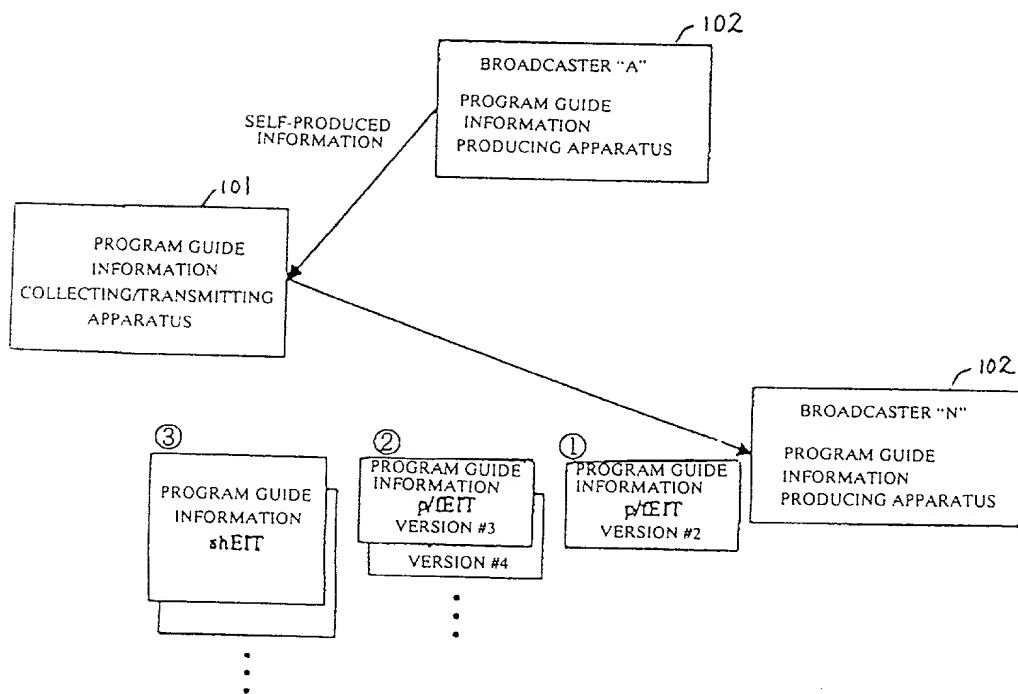 102
BROADCASTER "A"
PROGRAM GUIDE
INFORMATION
PRODUCING APPARATUS
SELF-PRODUCED
INFORMATION
101
PROGRAM GUIDE
INFORMATION
COLLECTING/TRANSMITTING
APPARATUS
102
BROADCASTER "N"
PROGRAM GUIDE
INFORMATION
PRODUCING APPARATUS
③
PROGRAM GUIDE
INFORMATION
shEIT
②
PROGRAM GUIDE
INFORMATION
p/fEIT
VERSION #3
VERSION #4
①
PROGRAM GUIDE
INFORMATION
p/fEIT
VERSION #2